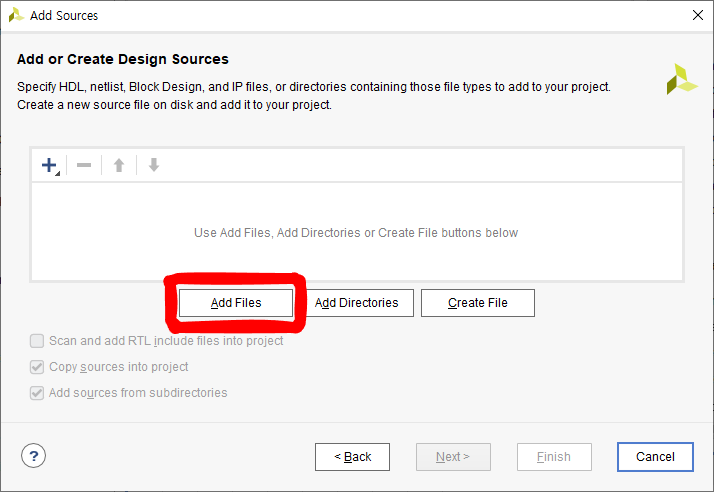 Add Sources
Add or Create Design Sources
Specify HDL, netlist, Block Design, and IP files, or directories containing those file types to add to your project.
Create a new source file on disk and add it to your project.
Use Add Files, Add Directories or Create File buttons below
Add Files
Add Directories
Create File
Scan and add RTL include files into project
Copy sources into project
Add sources from subdirectories
?
< Back
Next >
Finish
Cancel